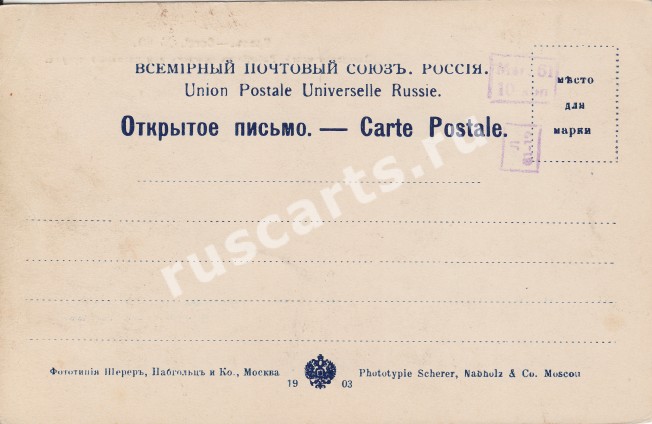 ВСЕМІРНЫЙ ПОЧТОВЫЙ СОЮЗЪ. РОССІЯ.
Union Postale Universelle Russie.
Открытое письмо. — Carte Postale.
мѣсто
для
марки
ruscarts.ru
Фототипія Шереръ, Набгольцъ и Ко., Москва
19 03
Phototypie Scherer, Nabholz & Co. Moscou